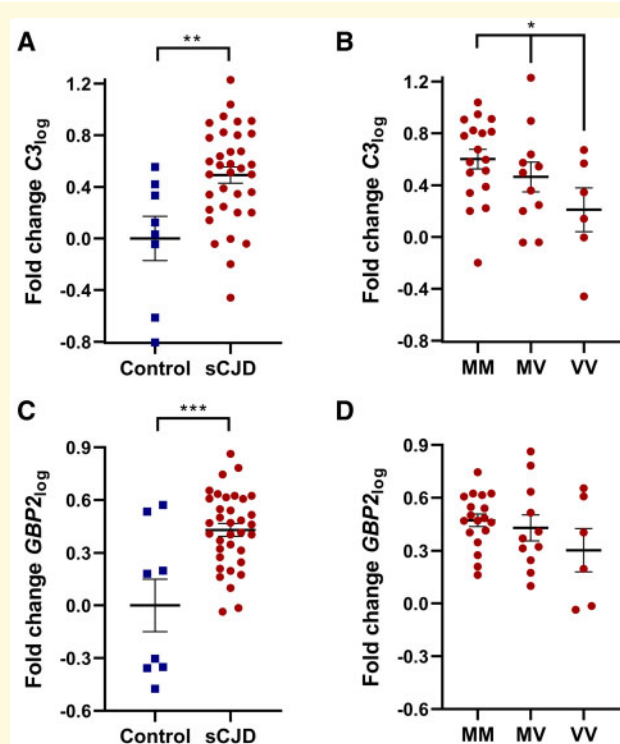 A
**
Fold change C3log
1.2
0.8
0.4
0.0
-0.4
-0.8
Control sCJD
B
*
Fold change C3log
1.2
0.8
0.4
0.0
-0.4
-0.8
MM MV VV
C
***
Fold change GBP2log
0.9
0.6
0.3
0.0
-0.3
-0.6
Control sCJD
D
Fold change GBP2log
0.9
0.6
0.3
0.0
-0.3
-0.6
MM MV VV